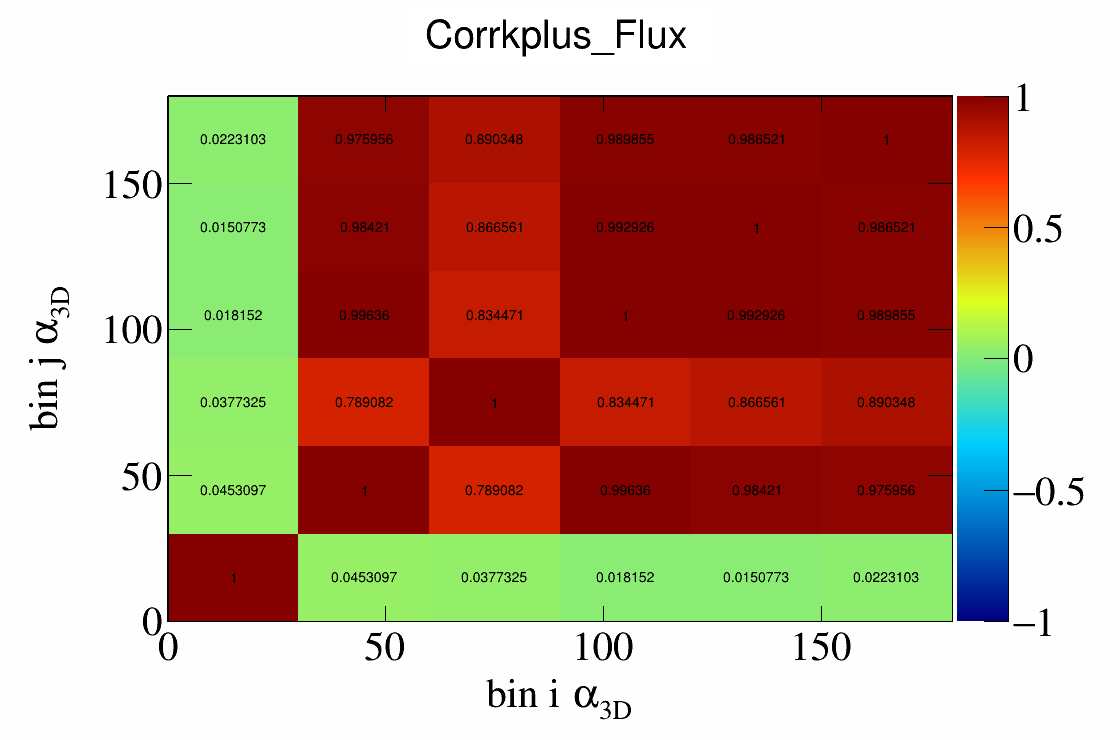 Corrkplus_Flux
0.0223103 0.975956 0.890348 0.989855 0.986521 1
0.0150773 0.98421 0.866561 0.992926 1 0.986521
0.018152 0.99636 0.834471 1 0.992926 0.989855
0.0377325 0.789082 1 0.834471 0.866561 0.890348
0.0453097 1 0.789082 0.99636 0.98421 0.975956
1 0.0453097 0.0377325 0.018152 0.0150773 0.0223103
150
100
50
0
bin j α3D
0 50 100 150
bin i α3D
1
0.5
0
−0.5
−1